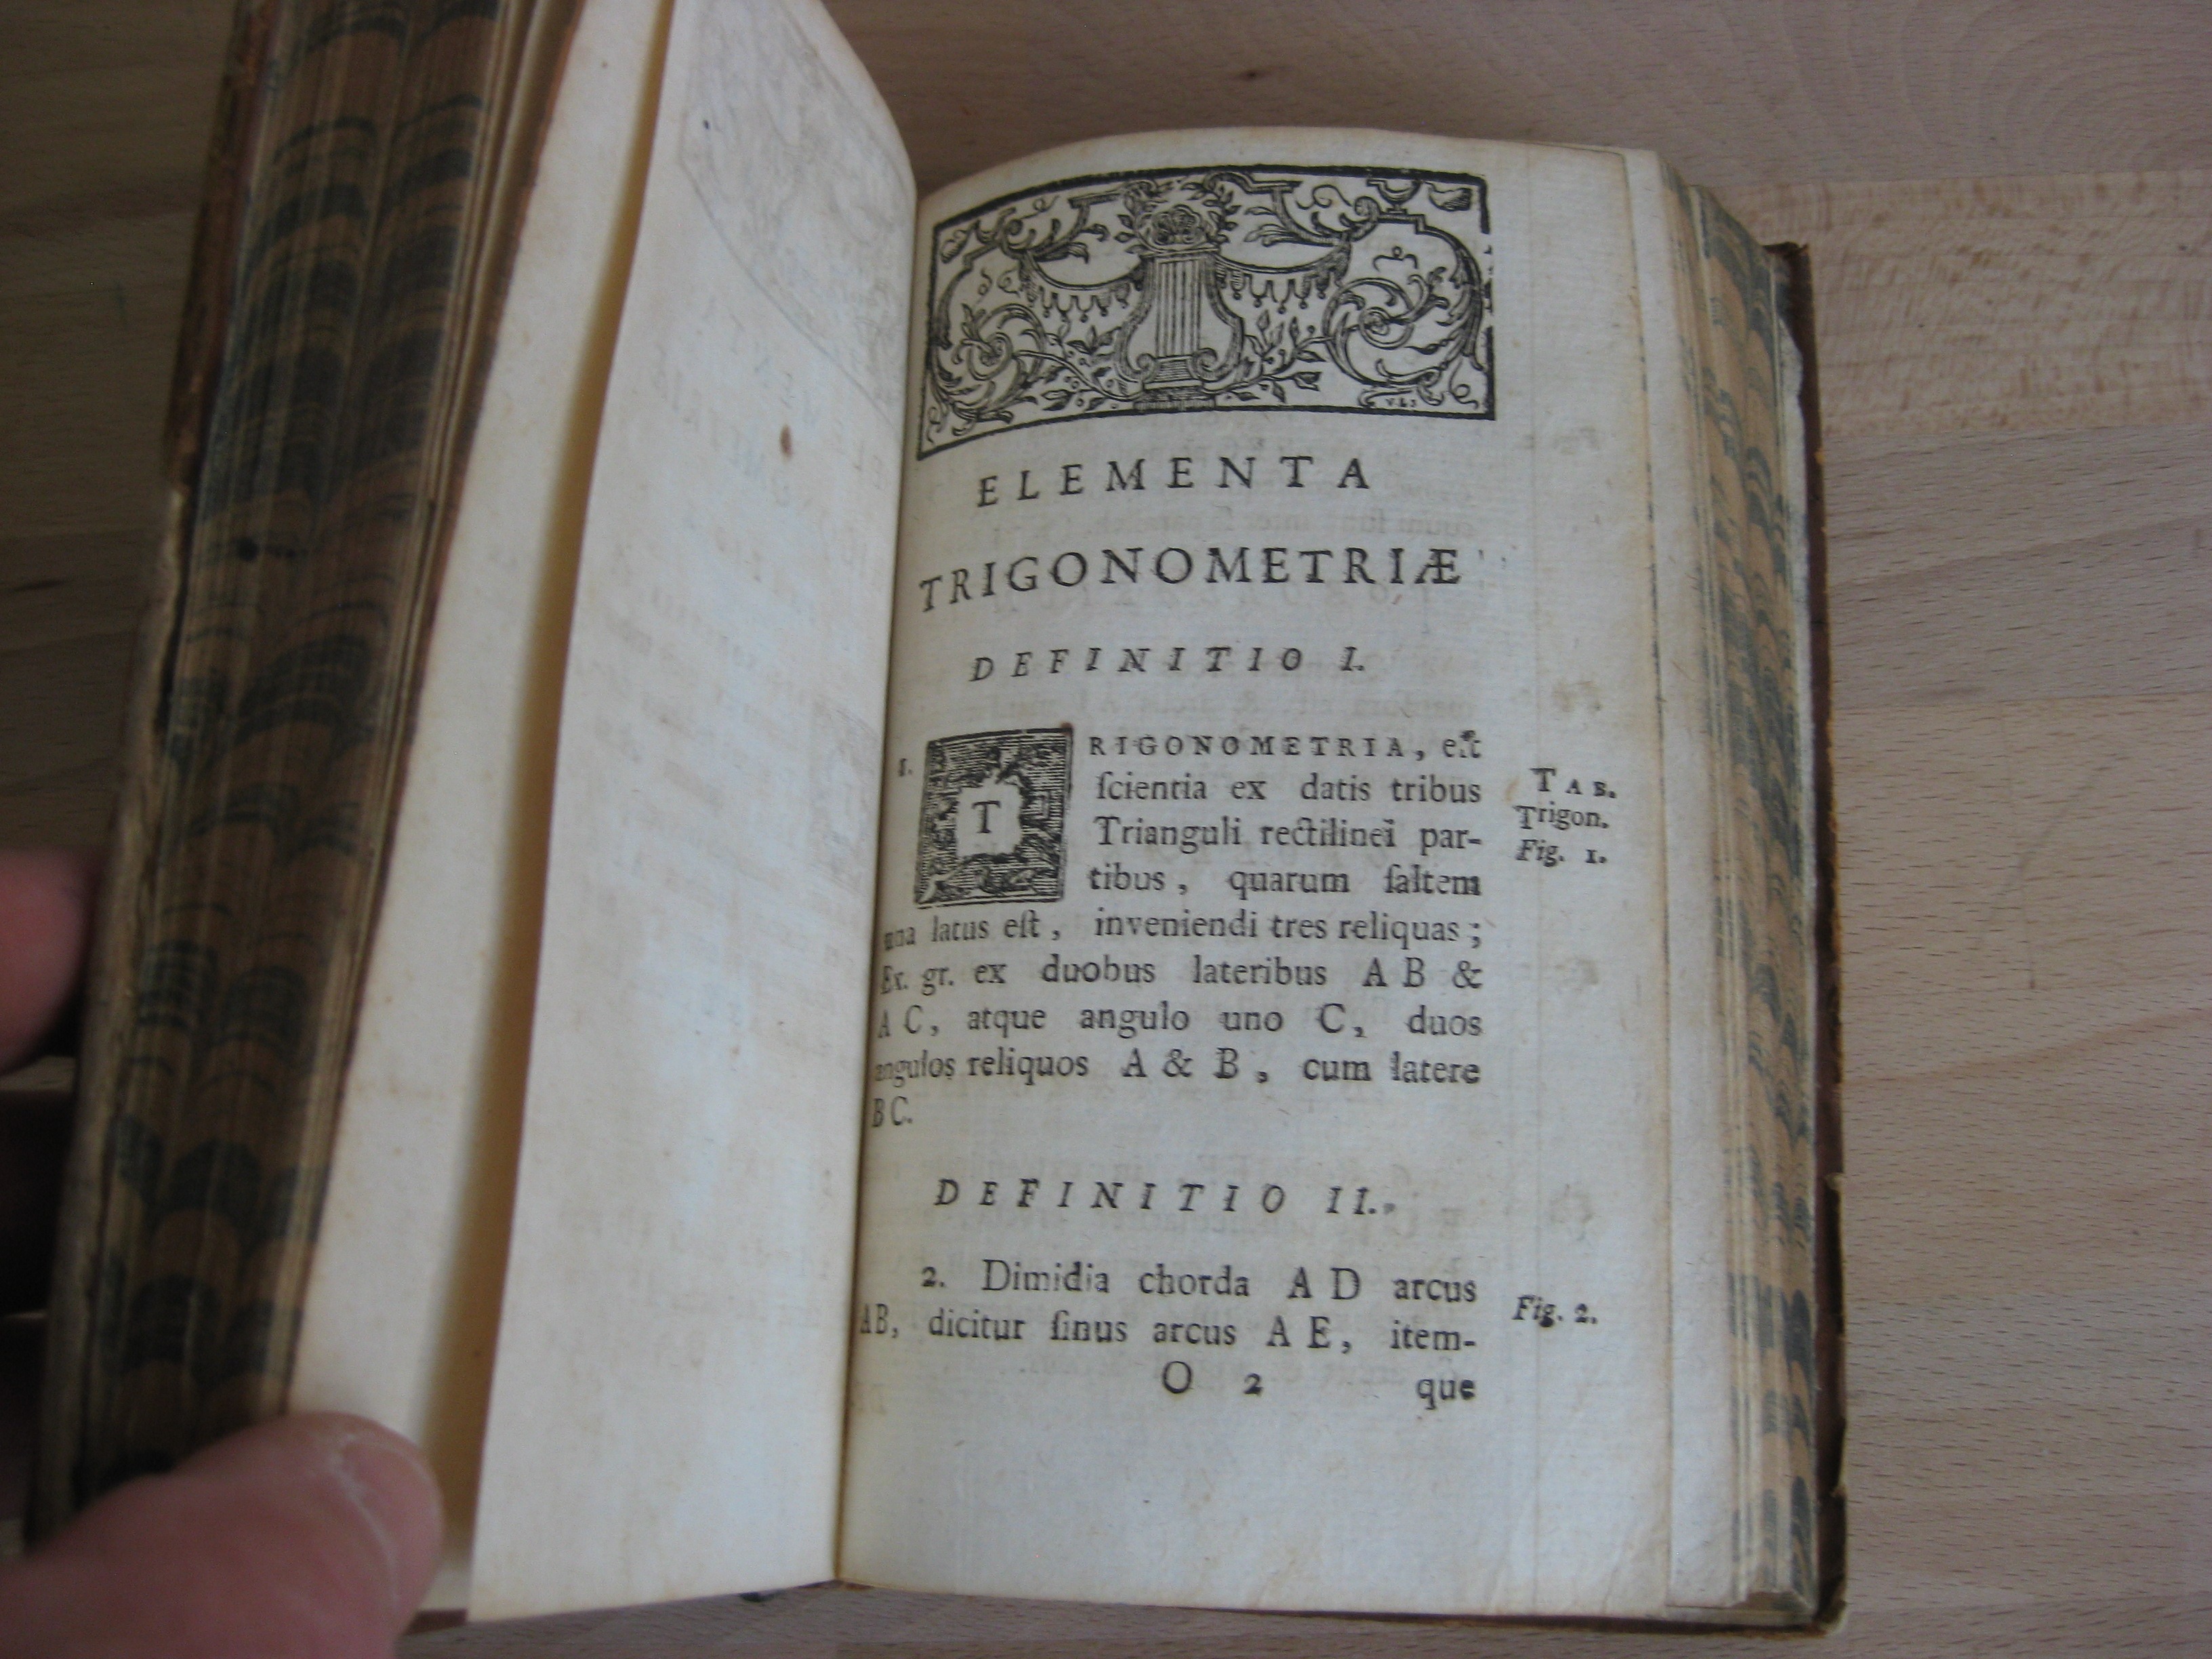 V L S
ELEMENTA
TRIGONOMETRIÆ
DEFINITIO I.
1. TRIGONOMETRIA, eſt
ſcientia ex datis tribus
Trianguli rectilinei par-
tibus, quarum ſaltem
una latus eſt, inveniendi tres reliquas;
Ex. gr. ex duobus lateribus A B &
A C, atque angulo uno C, duos
angulos reliquos A & B, cum latere
B C.
TAB.
Trigon.
Fig. 1.
DEFINITIO II.
2. Dimidia chorda A D arcus
AB, dicitur ſinus arcus A E, item-
Fig. 2.
O 2 que